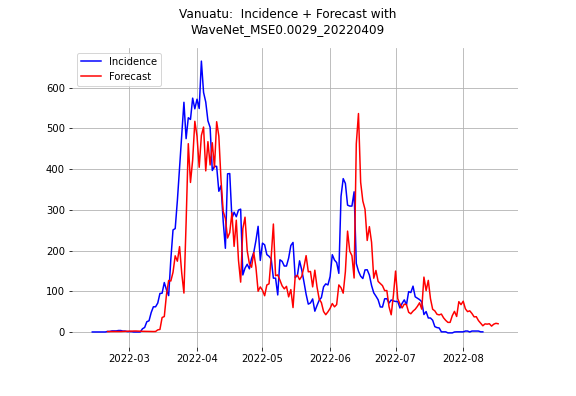 Vanuatu:  Incidence + Forecast with
WaveNet_MSE0.0029_20220409
Incidence
Forecast
600
500
400
300
200
100
0
2022-03 2022-04 2022-05 2022-06 2022-07 2022-08